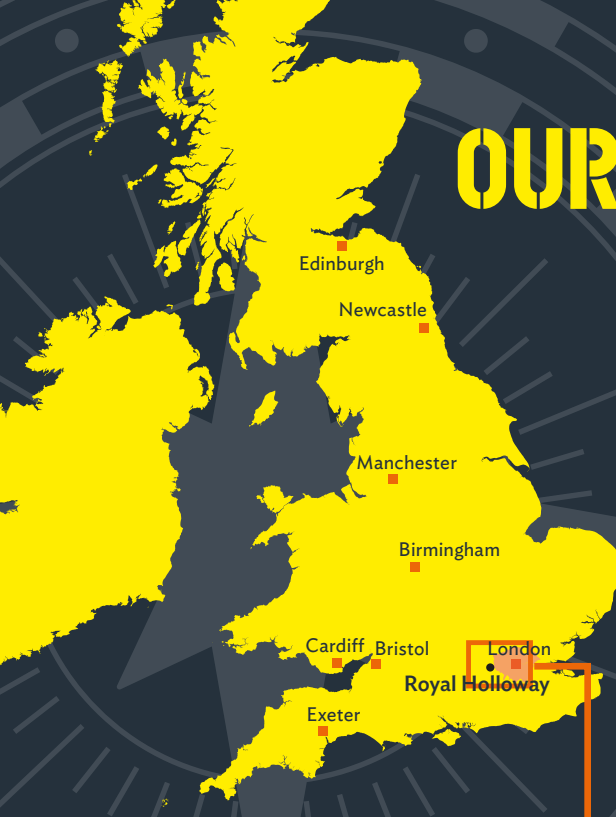 OUR
Edinburgh
Newcastle
Manchester
Birmingham
Cardiff
Bristol
London
Royal Holloway
Exeter